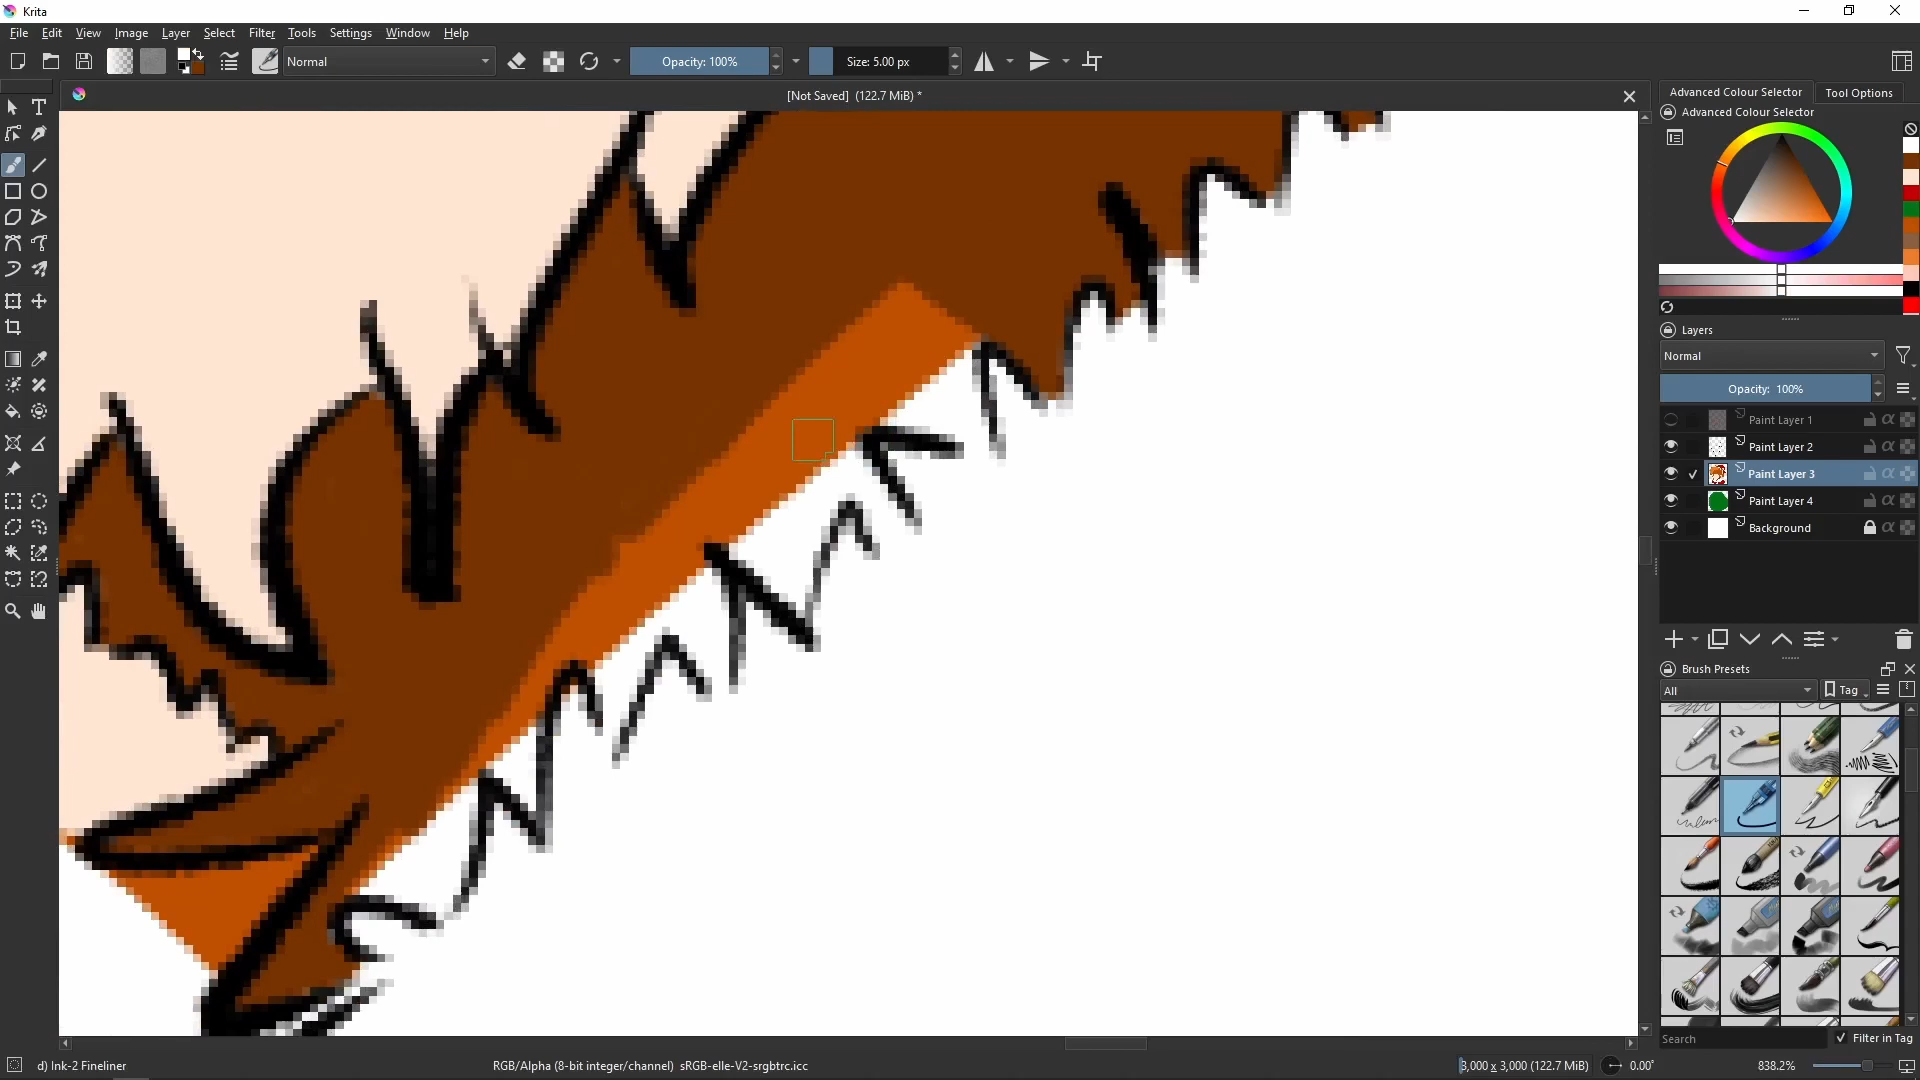 Krita
File Edit View Image Layer Select Filter Tools Settings Window Help
Normal Opacity: 100% Size: 5.00 px
[Not Saved] (122.7 MiB) *
Advanced Colour Selector Tool Options
Advanced Colour Selector
Layers
Normal
Opacity: 100%
Paint Layer 1
Paint Layer 2
Paint Layer 3
Paint Layer 4
Background
Brush Presets
All Tag
Search Filter in Tag
d) Ink-2 Fineliner RGB/Alpha (8-bit integer/channel) sRGB-elle-V2-srgbtrc.icc 3,000 x 3,000 (122.7 MiB) 0.00° 838.2%